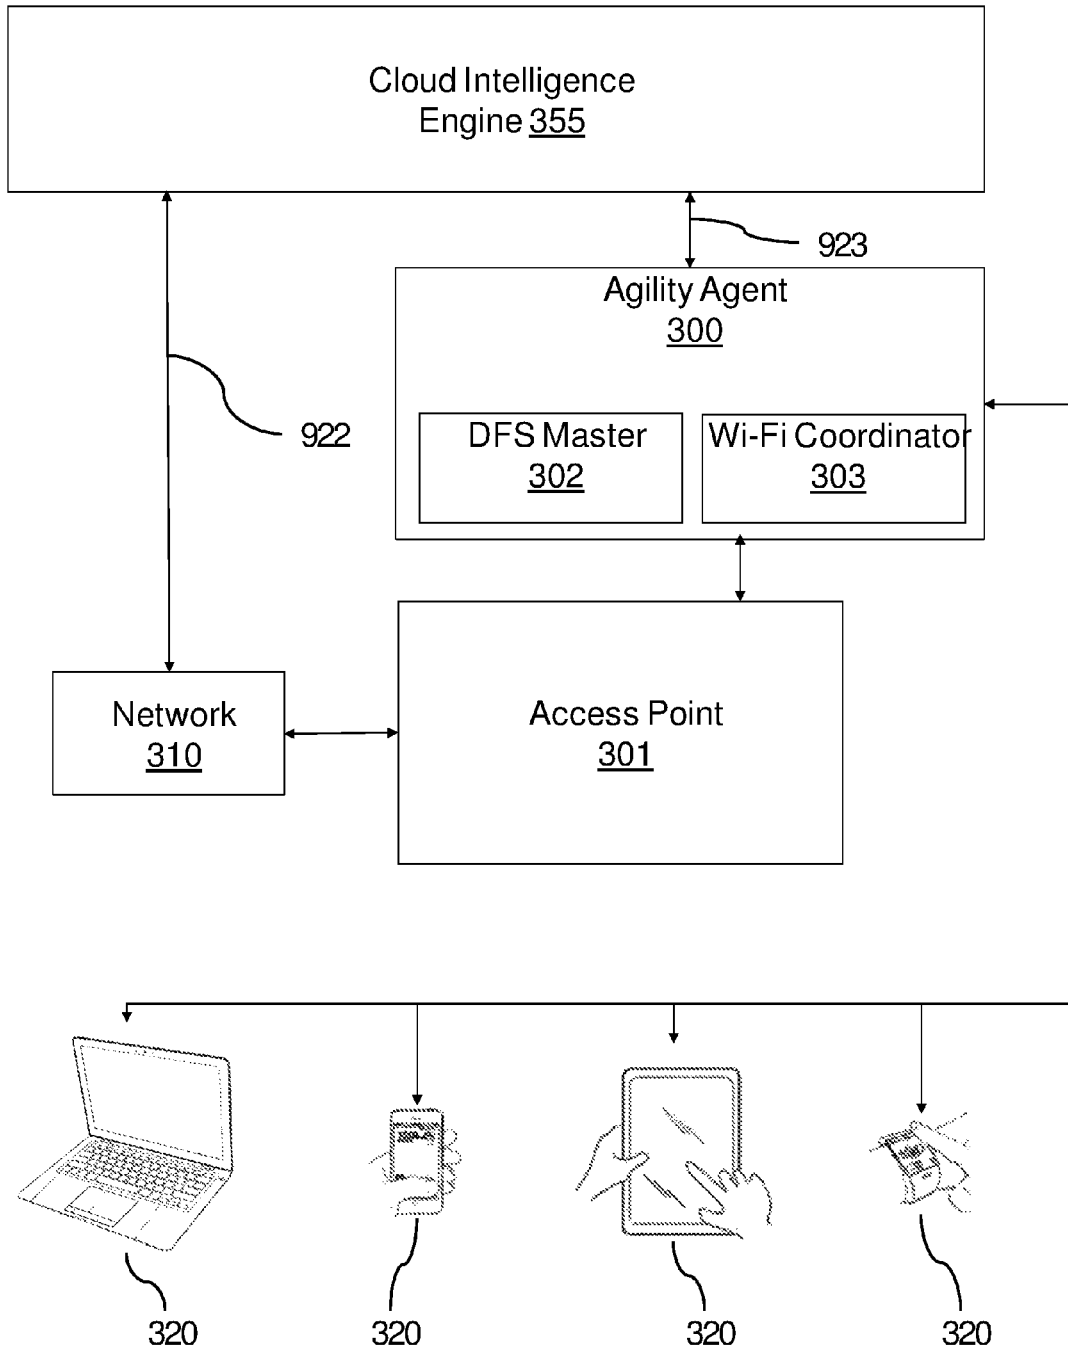 Cloud Intelligence
Engine 355
923
Agility Agent
300
922
DFS Master
302
Wi-Fi Coordinator
303
Network
310
Access Point
301
320
320
320
320